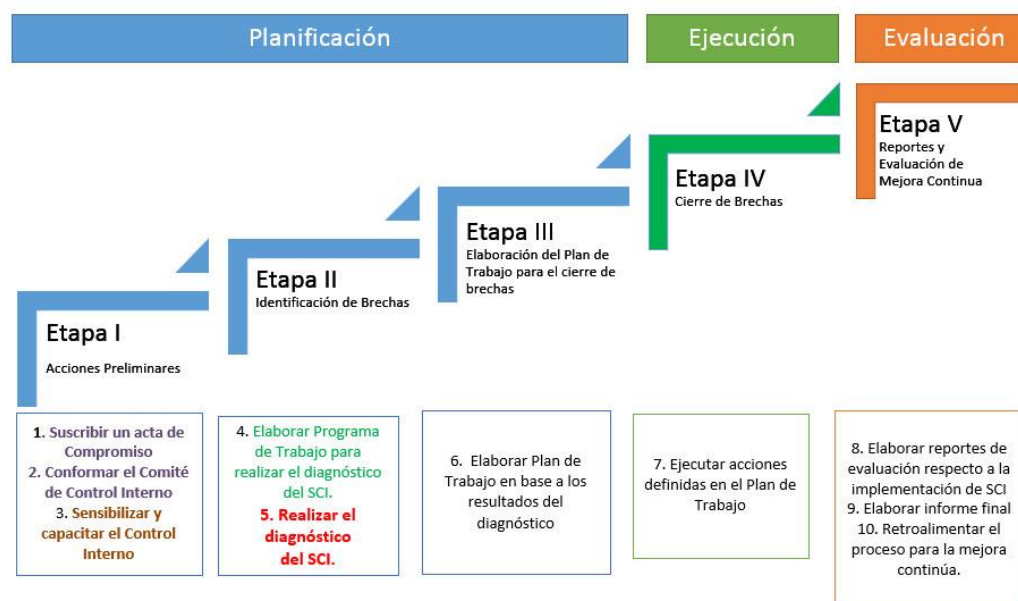 Planificación
Ejecución
Evaluación
Etapa I
Acciones Preliminares
Etapa II
Identificación de Brechas
Etapa III
Elaboración del Plan de
Trabajo para el cierre de
brechas
Etapa IV
Cierre de Brechas
Etapa V
Reportes y
Evaluación de
Mejora Continua
1. Suscribir un acta de
Compromiso
2. Conformar el Comité
de Control Interno
3. Sensibilizar y
capacitar el Control
Interno
4. Elaborar Programa
de Trabajo para
realizar el diagnóstico
del SCI.
5. Realizar el
diagnóstico
del SCI.
6. Elaborar Plan de
Trabajo en base a los
resultados del
diagnóstico
7. Ejecutar acciones
definidas en el Plan de
Trabajo
8. Elaborar reportes de
evaluación respecto a la
implementación de SCI
9. Elaborar informe final
10. Retroalimentar el
proceso para la mejora
continúa.